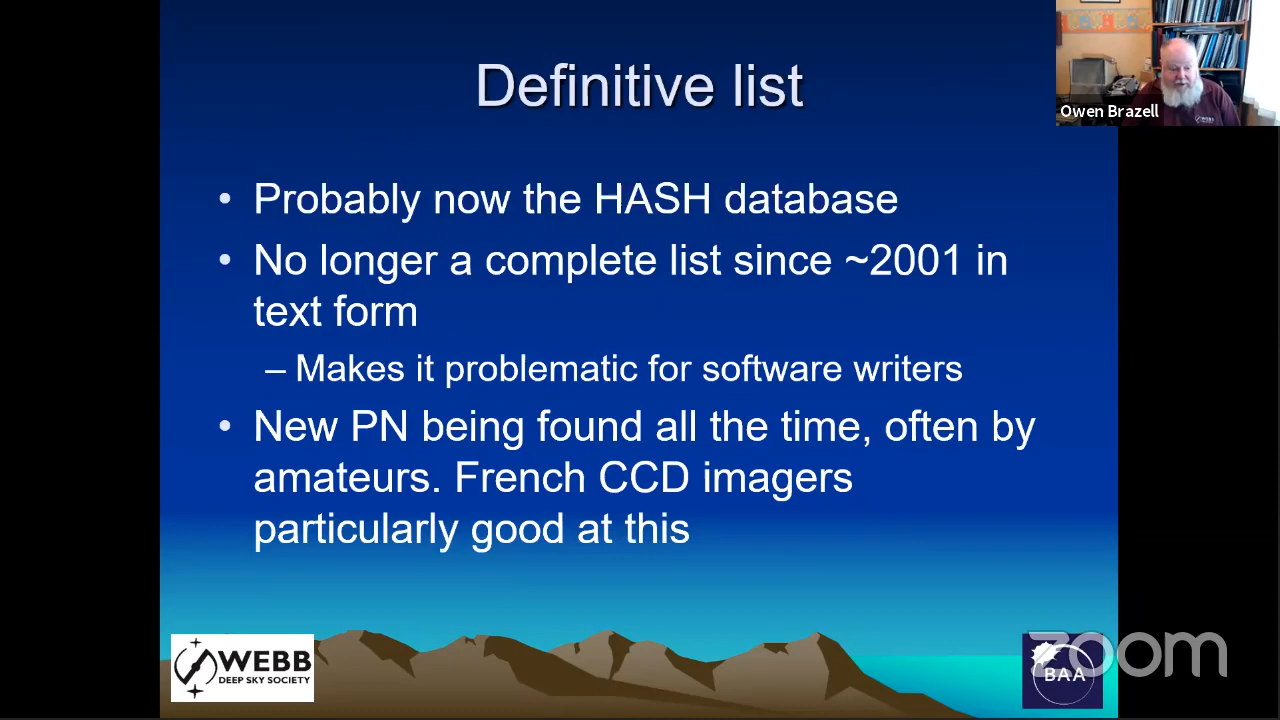 Definitive list
Owen Brazell
• Probably now the HASH database
• No longer a complete list since ~2001 in
text form
– Makes it problematic for software writers
• New PN being found all the time, often by
amateurs. French CCD imagers
particularly good at this
WEBB
DEEP SKY SOCIETY
BAA
zoom